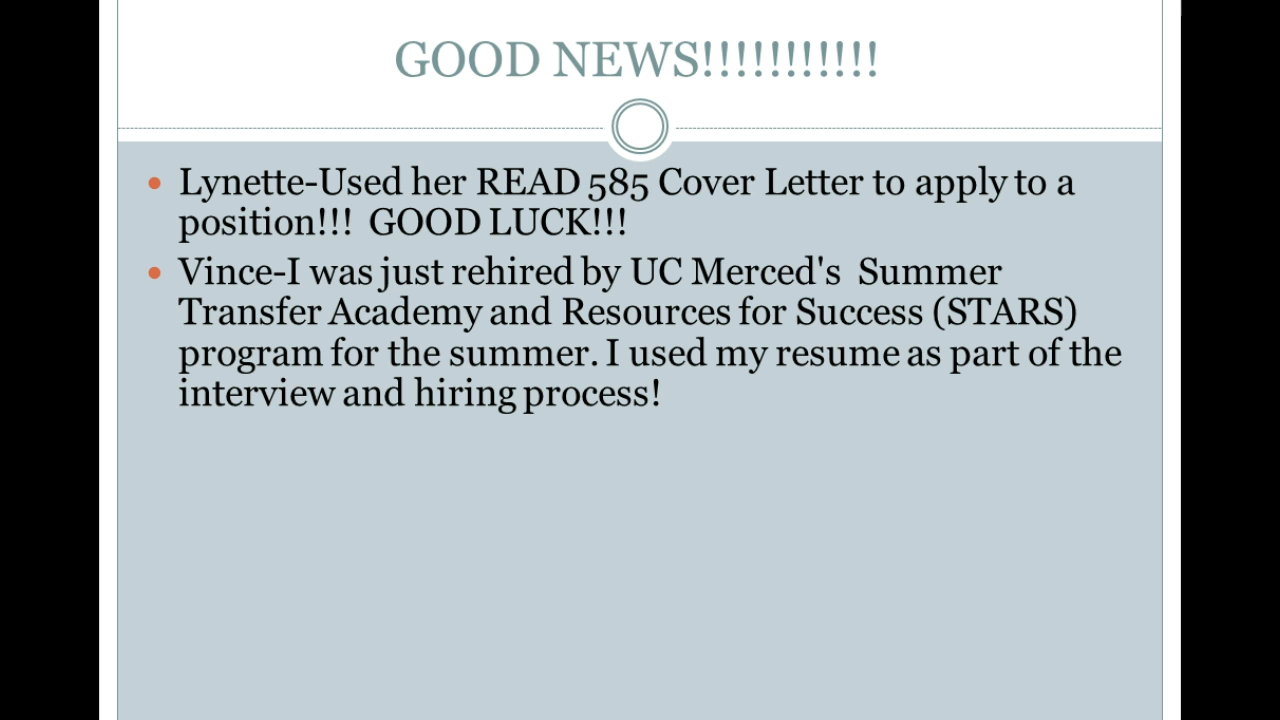 GOOD NEWS!!!!!!!!!!!
Lynette-Used her READ 585 Cover Letter to apply to a
position!!!  GOOD LUCK!!!
Vince-I was just rehired by UC Merced's  Summer
Transfer Academy and Resources for Success (STARS)
program for the summer. I used my resume as part of the
interview and hiring process!